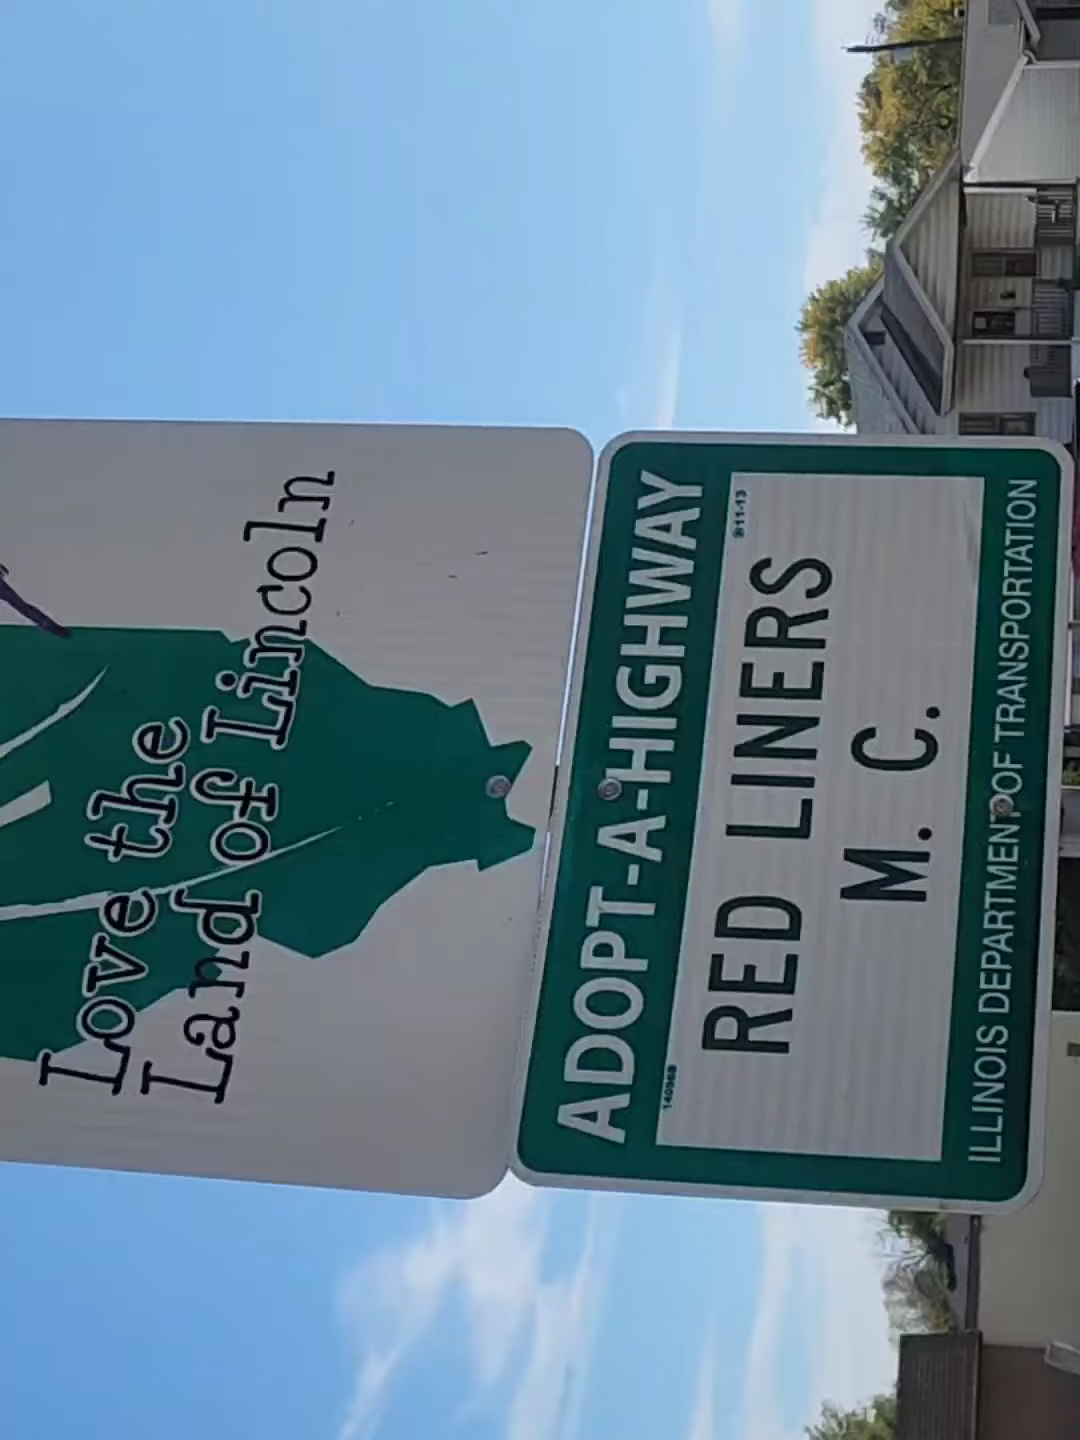 Love the
Land of Lincoln
ADOPT-A-HIGHWAY
RED LINERS
M. C.
ILLINOIS DEPARTMENT OF TRANSPORTATION